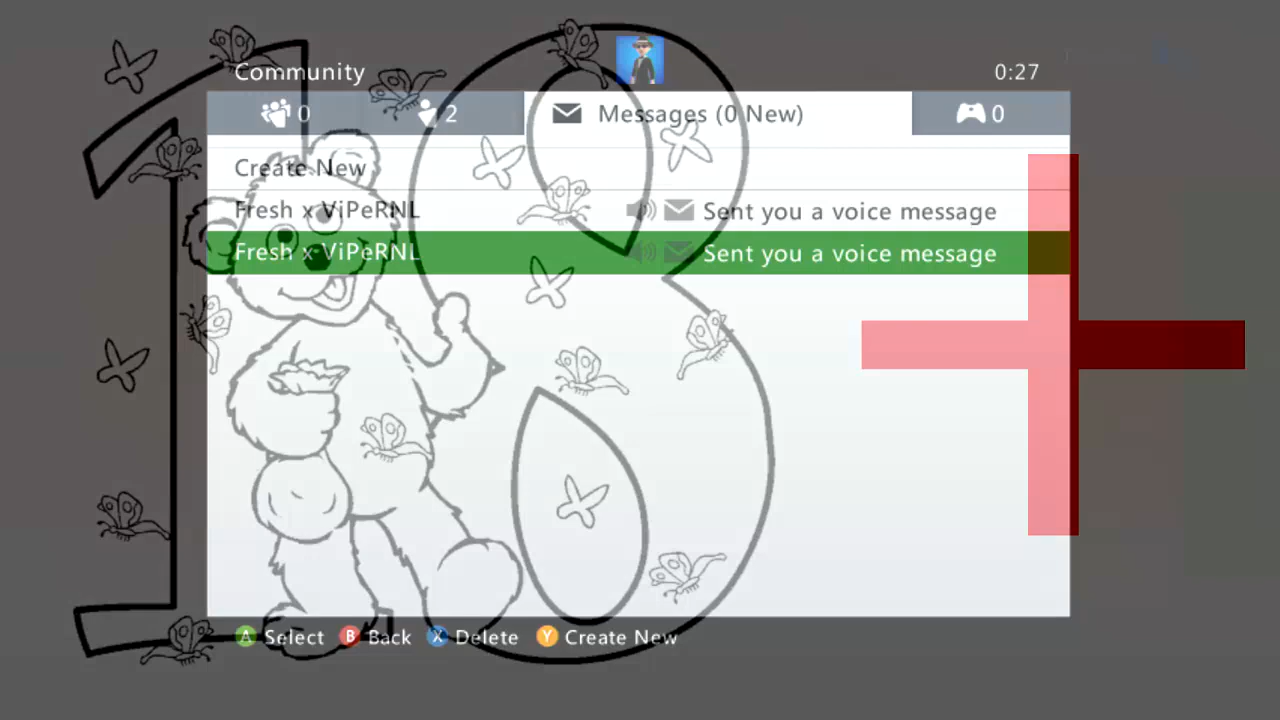 Community 0:27
0 2 Messages (0 New) 0
Create New
Fresh x ViPeRNL Sent you a voice message
Fresh x ViPeRNL Sent you a voice message
A Select B Back X Delete Y Create New
18+